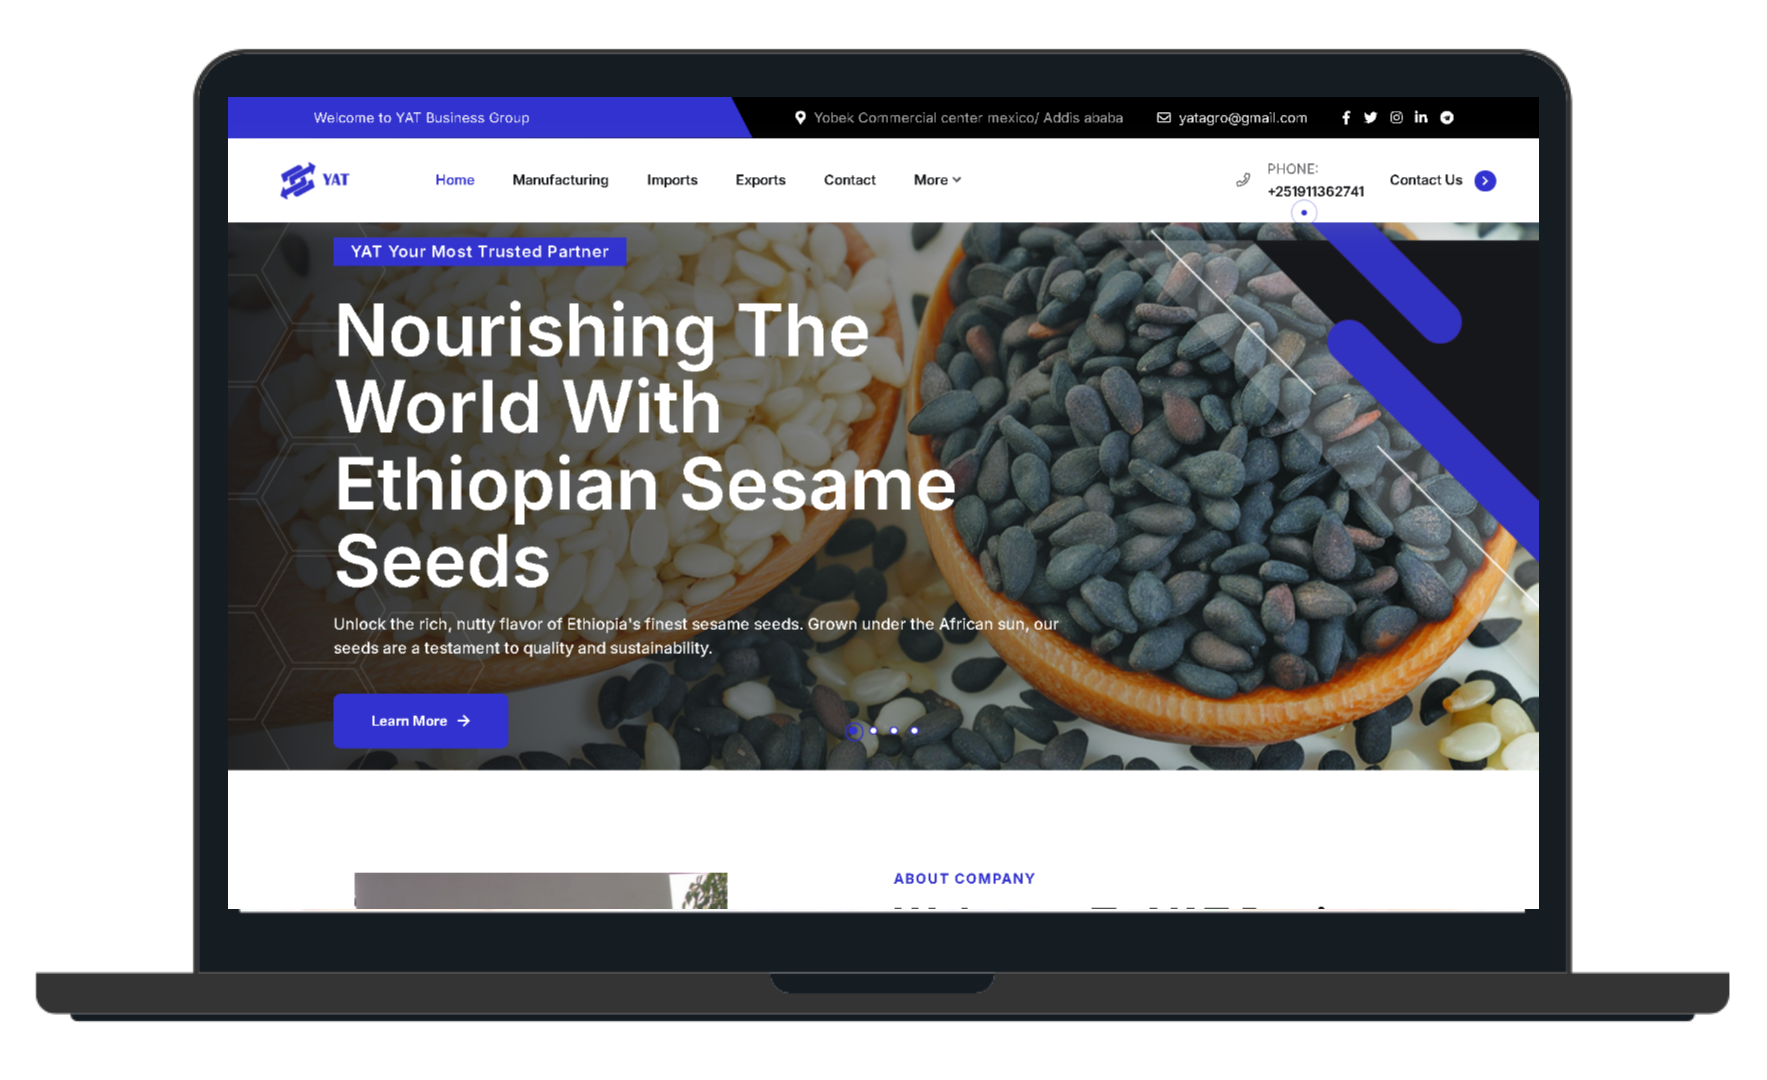 Welcome to YAT Business Group
Yobek Commercial center mexico/ Addis ababa
yatagro@gmail.com
YAT
Home
Manufacturing
Imports
Exports
Contact
More
PHONE:
+251911362741
Contact Us
YAT Your Most Trusted Partner
Nourishing The
World With
Ethiopian Sesame
Seeds
Unlock the rich, nutty flavor of Ethiopia's finest sesame seeds. Grown under the African sun, our
seeds are a testament to quality and sustainability.
Learn More
ABOUT COMPANY